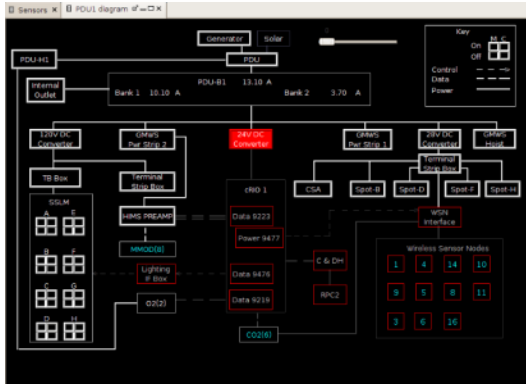 Sensors
PDU1 diagram
Key
M C
On
Off
Control
Data
Power
Generator
Solar
PDU-H1
PDU
PDU-B1 13.10 A
Bank 1 10.10 A
Bank 2 3.70 A
Internal
Outlet
120V DC
Converter
GMWS
Pwr Strip 2
24V DC
Converter
GMWS
Pwr Strip 1
28V DC
Converter
GMWS
Hoist
Terminal
Strip Box
TB Box
Terminal
Strip Box
CSA
Spot-B
Spot-D
Spot-F
Spot-H
SSLM
A E
B F
C G
D H
HIMS PREAMP
MMOD(8)
Lighting
IF Box
O2(2)
cRIO 1
Data 9223
Power 9477
Data 9476
Data 9219
CO2(6)
C & DH
RPC2
WSN
Interface
Wireless Sensor Nodes
1 4 14 10
9 5 8 11
3 6 16